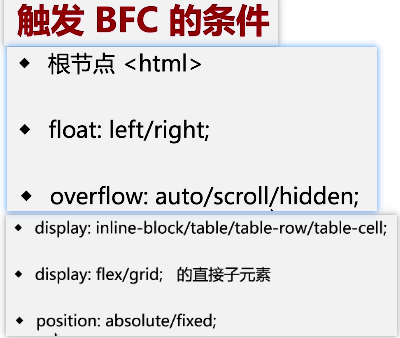 触发 BFC 的条件
◆ 根节点 <html>
◆ float: left/right;
◆ overflow: auto/scroll/hidden;
◆ display: inline-block/table/table-row/table-cell;
◆ display: flex/grid; 的直接子元素
◆ position: absolute/fixed;